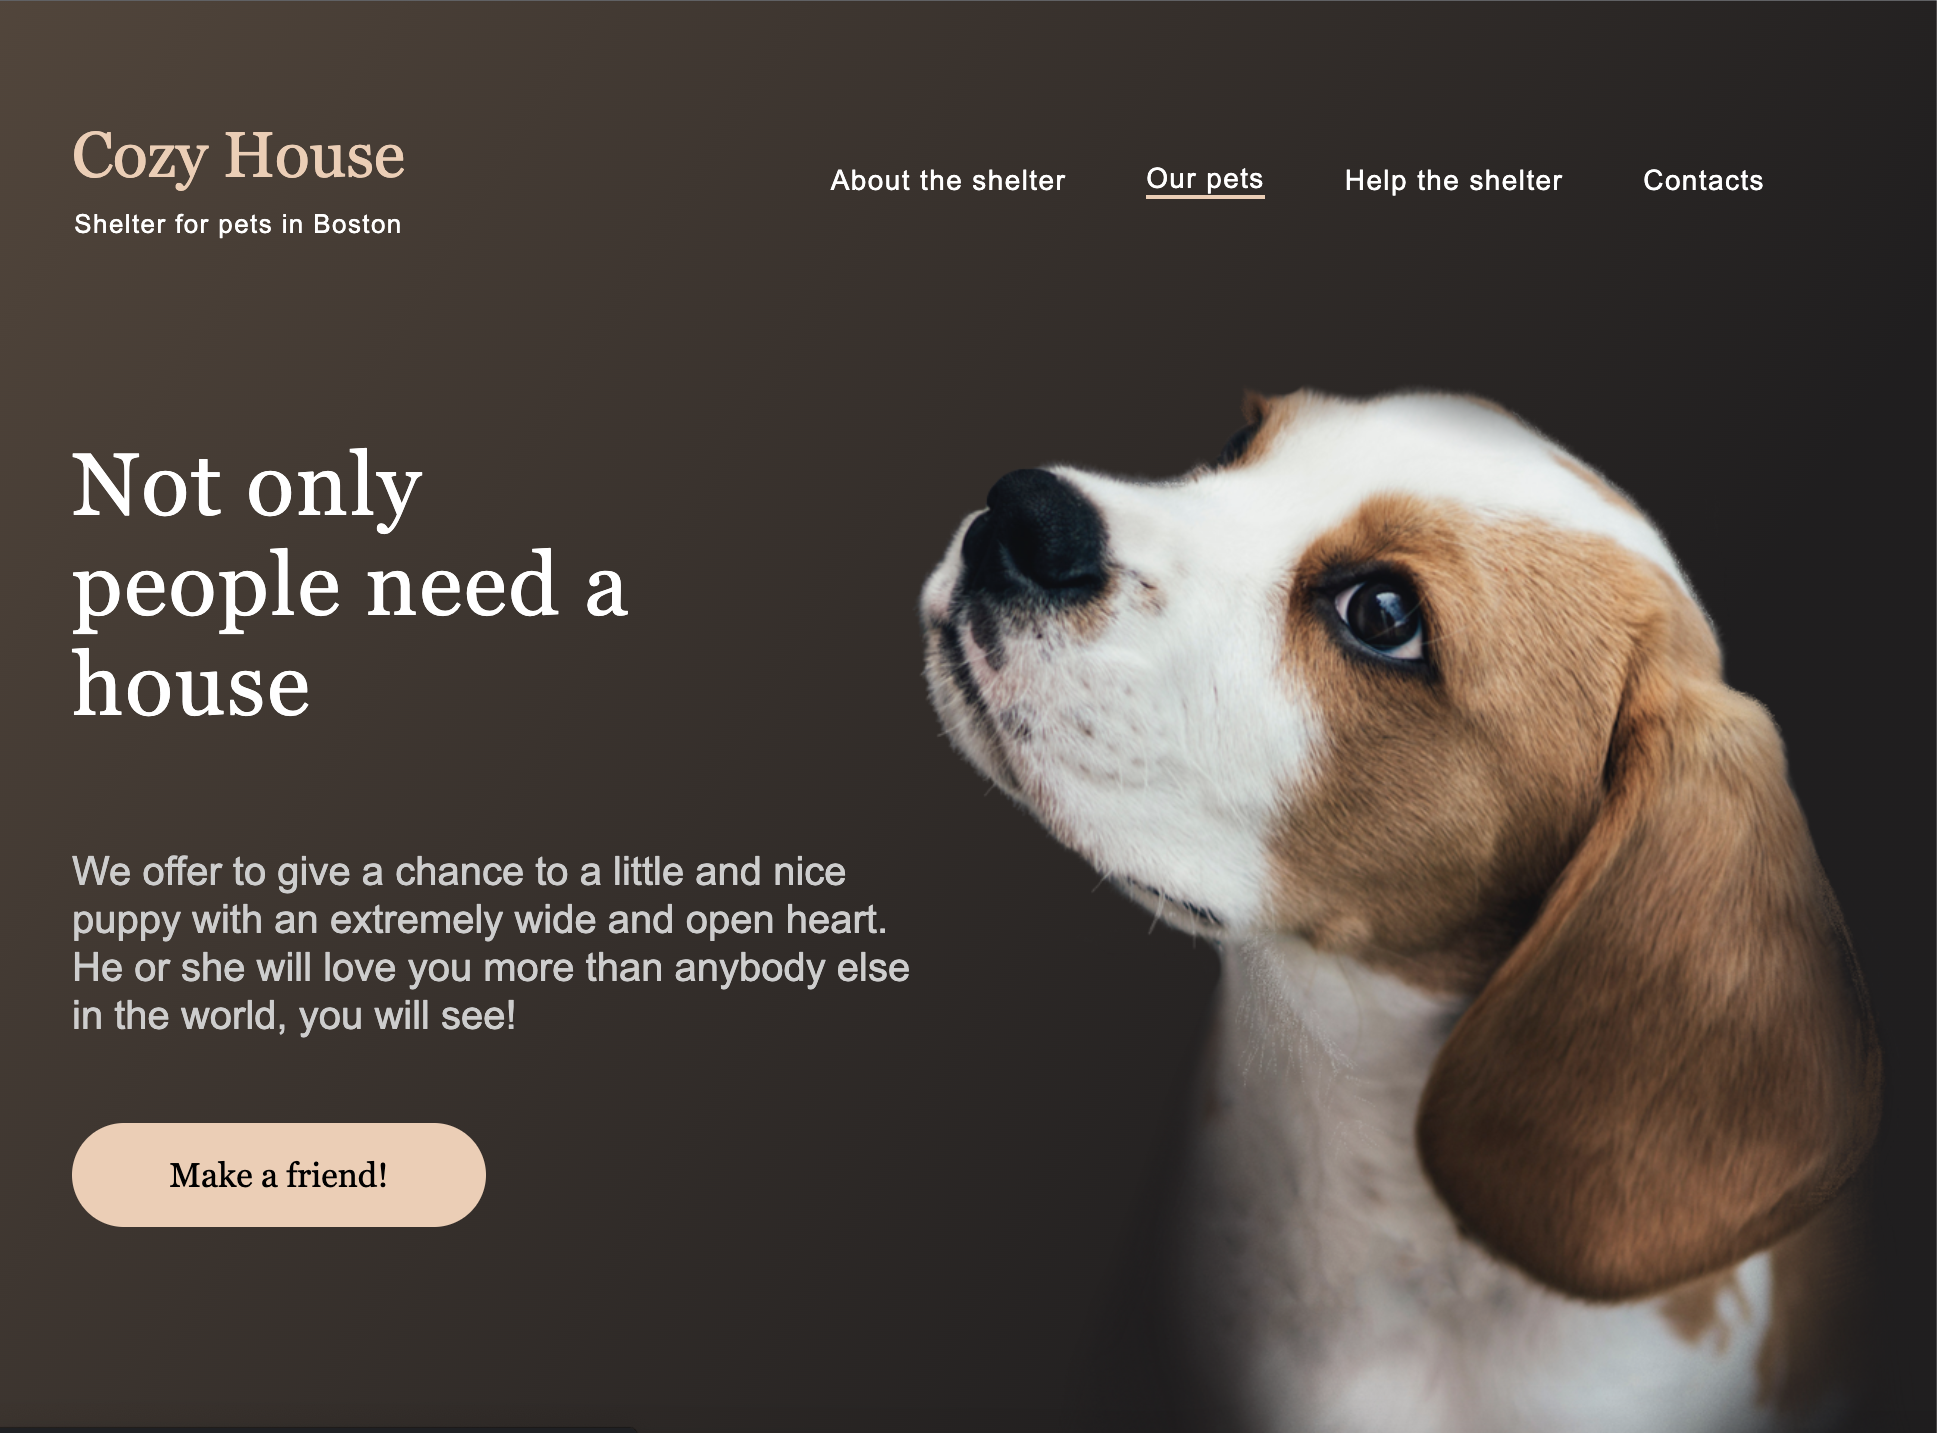 Cozy House
Shelter for pets in Boston
About the shelter
Our pets
Help the shelter
Contacts
Not only
people need a
house
We offer to give a chance to a little and nice
puppy with an extremely wide and open heart.
He or she will love you more than anybody else
in the world, you will see!
Make a friend!